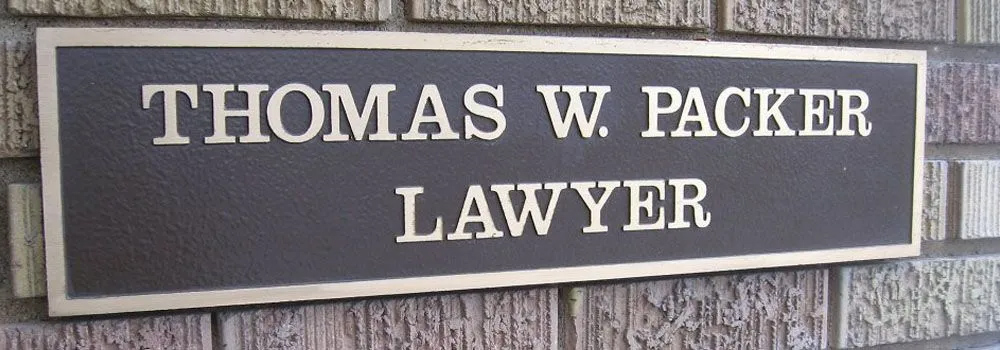 THOMAS W. PACKER
LAWYER